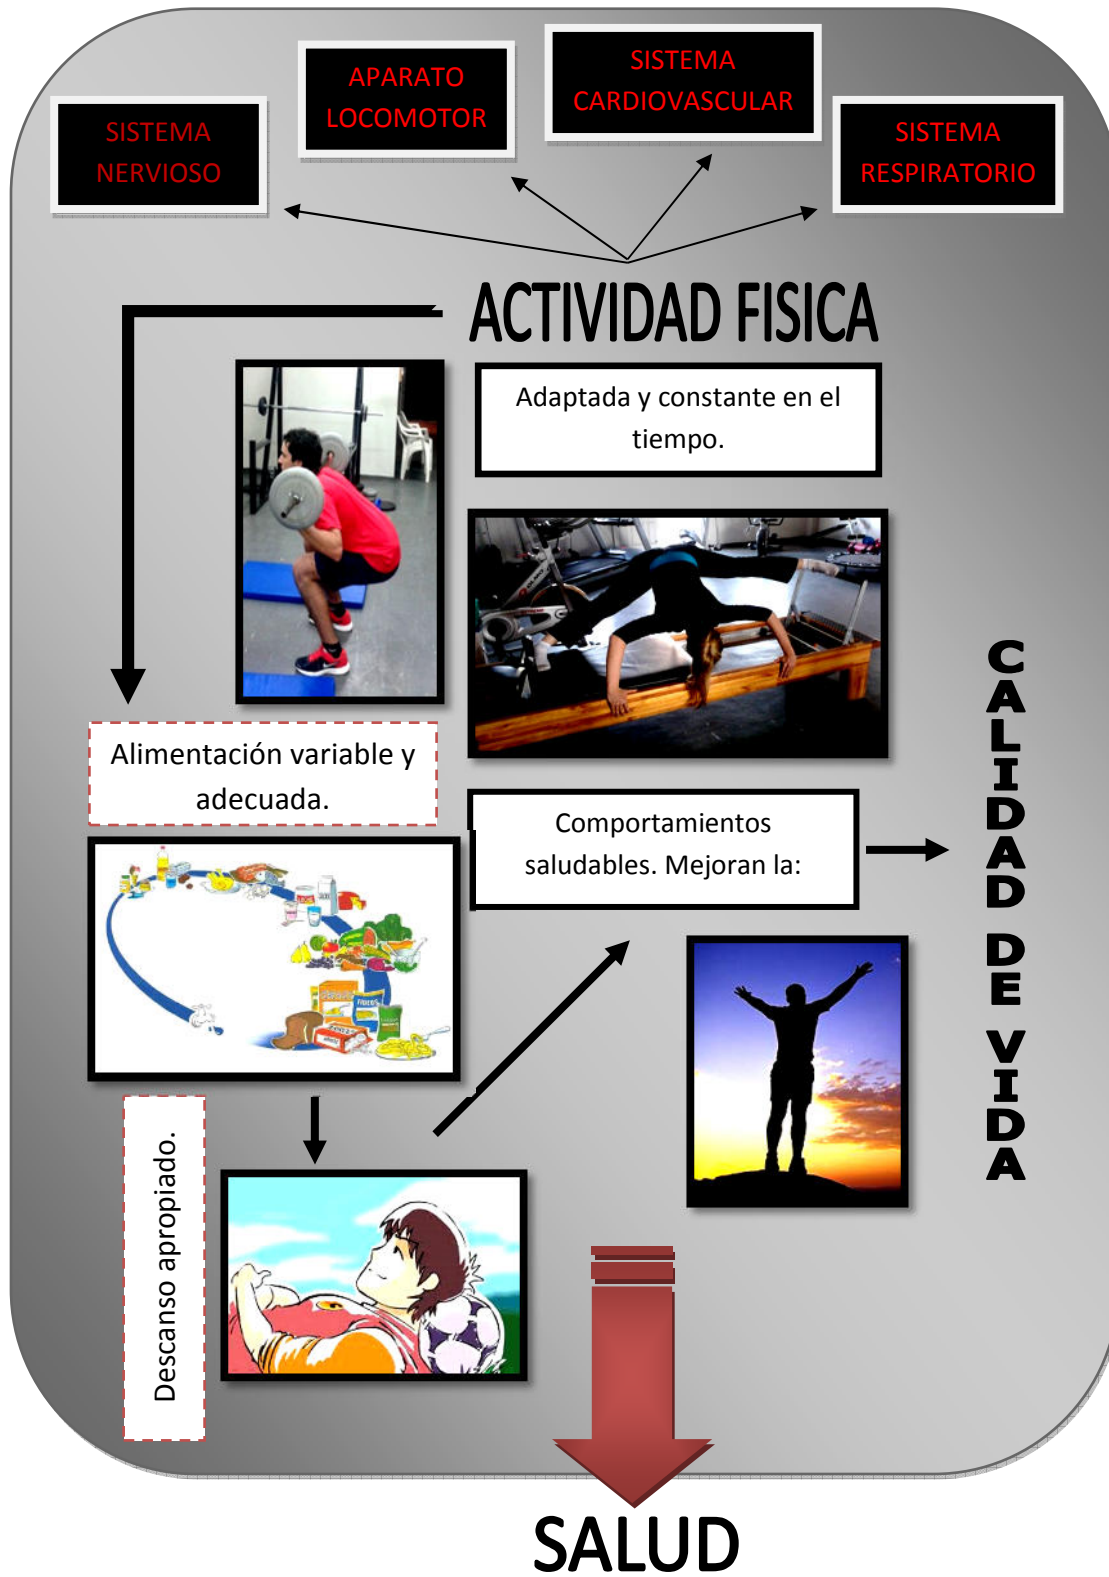 SISTEMA
NERVIOSO
APARATO
LOCOMOTOR
SISTEMA
CARDIOVASCULAR
SISTEMA
RESPIRATORIO
ACTIVIDAD FISICA
Adaptada y constante en el
tiempo.
Alimentación variable y
adecuada.
Comportamientos
saludables. Mejoran la:
CALIDAD DE VIDA
Descanso apropiado.
SALUD